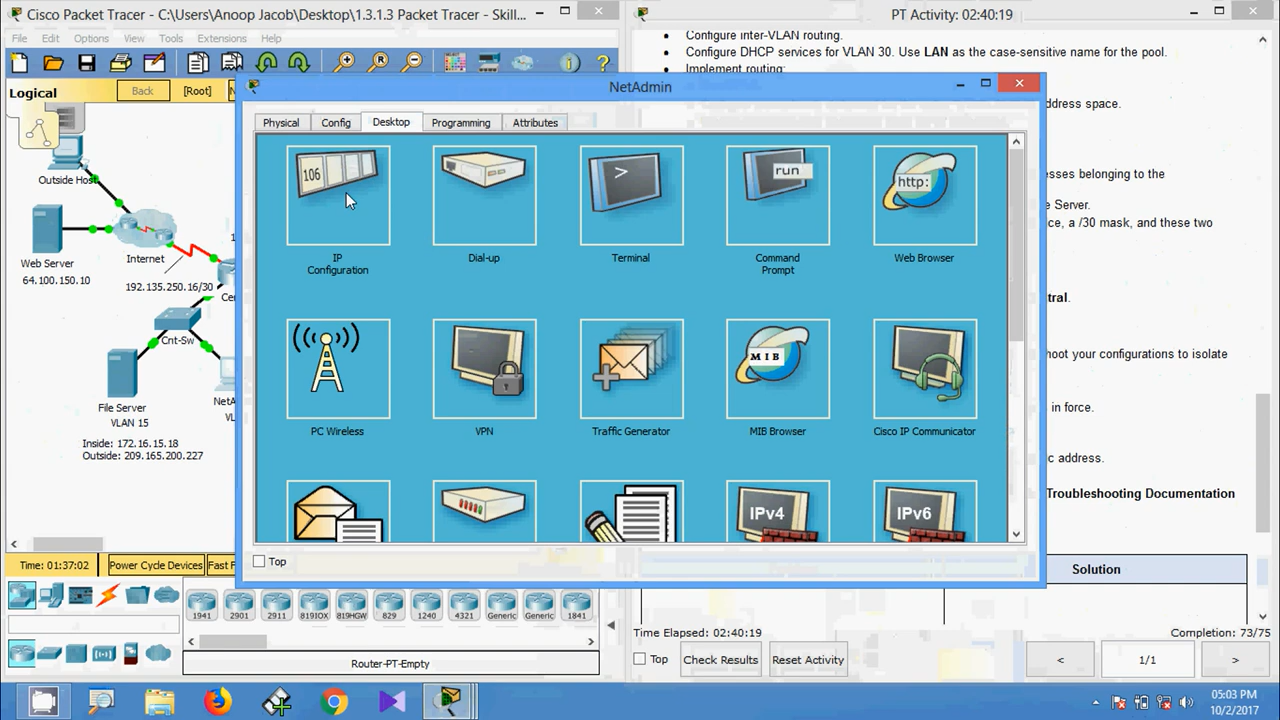 Cisco Packet Tracer - C:\Users\Anoop Jacob\Desktop\1.3.1.3 Packet Tracer - Skill...
File Edit Options View Tools Extensions Help
Logical
Back
[Root]
Outside Host
Web Server
64.100.150.10
Internet
192.135.250.16/30
Cnt-Sw
File Server
VLAN 15
Inside: 172.16.15.18
Outside: 209.165.200.227
Time: 01:37:02
Power Cycle Devices
1941 2901 2911 819IOX 819HGW 829 1240 4321 Generic Generic 1841
Router-PT-Empty
NetAdmin
Physical Config Desktop Programming Attributes
106
>
run
http:
IP Configuration
Dial-up
Terminal
Command Prompt
Web Browser
MIB
PC Wireless
VPN
Traffic Generator
MIB Browser
Cisco IP Communicator
IPv4
IPv6
Top
PT Activity: 02:40:19
Configure inter-VLAN routing.
Configure DHCP services for VLAN 30. Use LAN as the case-sensitive name for the pool.
Implement routing:
address space.
esses belonging to the
Server.
ce, a /30 mask, and these two
tral.
hoot your configurations to isolate
in force.
c address.
Troubleshooting Documentation
Solution
Time Elapsed: 02:40:19
Completion: 73/75
Top
Check Results
Reset Activity
<
1/1
>
05:03 PM
10/2/2017